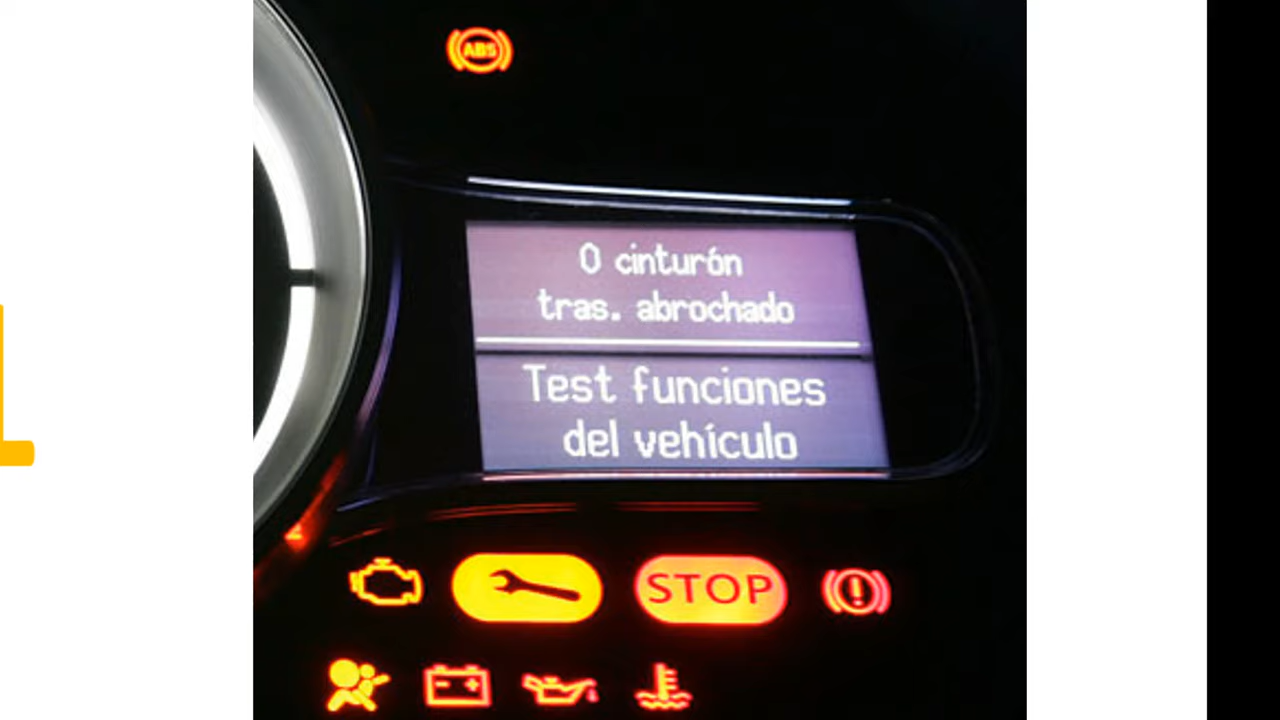 ABS
0 cinturón
tras. abrochado
Test funciones
del vehículo
STOP